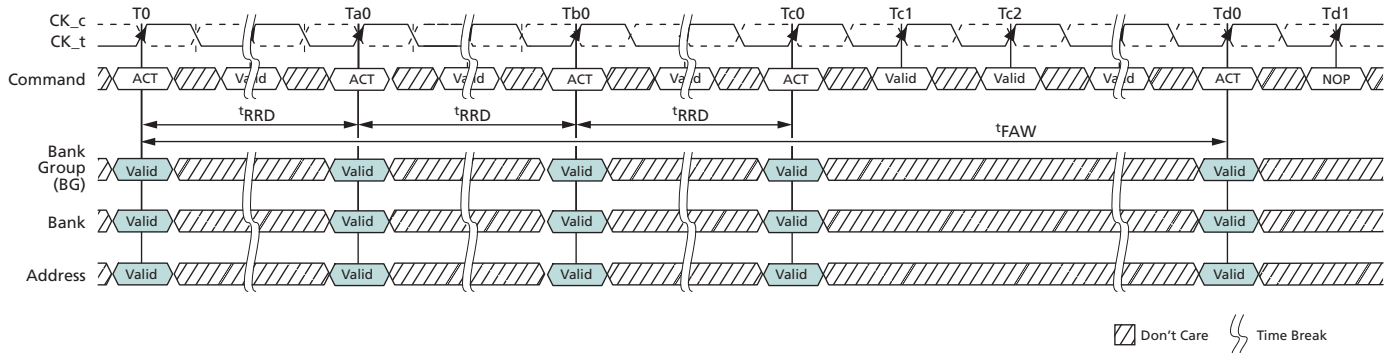 T0 Ta0 Tb0 Tc0 Tc1 Tc2 Td0 Td1
CK_c
CK_t
Command ACT Valid ACT Valid ACT Valid ACT Valid Valid Valid ACT NOP
tRRD tRRD tRRD
tFAW
Bank
Group
(BG)
Valid Valid Valid Valid Valid
Bank Valid Valid Valid Valid Valid
Address Valid Valid Valid Valid Valid
Don't Care Time Break